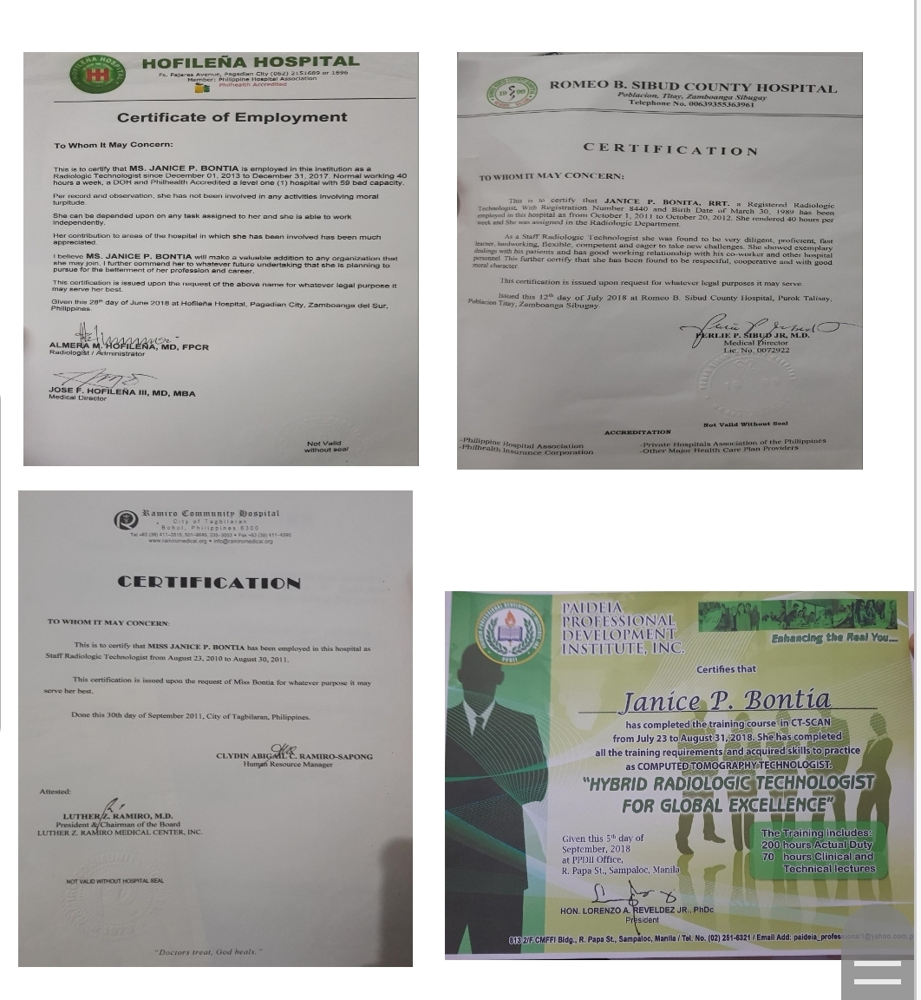 HOFILEÑA HOSPITAL
Fs. Pajares Avenue, Pagadian City (062) 2151689 or 1696
Member: Philippine Hospital Association
Philhealth Accredited
Certificate of Employment
To Whom It May Concern:
This is to certify that MS. JANICE P. BONTIA is employed in this institution as a
Radiologic Technologist since December 01, 2013 to December 31, 2017. Normal working 40
hours a week, a DOH and Philhealth Accredited a level one (1) hospital with 59 bed capacity.
Per record and observation, she has not been involved in any activities involving moral
turpitude.
She can be depended upon on any task assigned to her and she is able to work
independently.
Her contribution to areas of the hospital in which she has been involved has been much
appreciated.
I believe MS. JANICE P. BONTIA will make a valuable addition to any organization that
she may join. I further commend her to whatever future undertaking that she is planning to
pursue for the betterment of her profession and career.
This certification is issued upon the request of the above name for whatever legal purpose it
may serve her best.
Given this 28th day of June 2018 at Hofileña Hospital, Pagadian City, Zamboanga del Sur,
Philippines.
ALMERA M. HOFILEÑA, MD, FPCR
Radiologist / Administrator
JOSE F. HOFILEÑA III, MD, MBA
Medical Director
Not Valid
without seal
ROMEO B. SIBUD COUNTY HOSPITAL
Poblacion, Titay, Zamboanga Sibugay
Telephone No. 00639355363961
1999
CERTIFICATION
TO WHOM IT MAY CONCERN:
This is to certify that JANICE P. BONITA, RRT. a Registered Radiologic
Technologist. With Registration Number 8440 and Birth Date of March 30, 1989 has been
employed in this hospital as from October 1, 2011 to October 20, 2012. She rendered 40 hours per
week and She was assigned in the Radiologic Department.
As a Staff Radiologic Technologist she was found to be very diligent, proficient, fast
learner, hardworking, flexible, competent and eager to take new challenges. She showed exemplary
dealings with his patients and has good working relationship with his co-worker and other hospital
personnel. This further certify that she has been found to be respectful, cooperative and with good
moral character.
This certification is issued upon request for whatever legal purposes it may serve.
Issued this 12th day of July 2018 at Romeo B. Sibud County Hospital, Purok Talisay,
Poblacion Titay, Zamboanga Sibugay.
PERLIE P. SIBUD JR, M.D.
Medical Director
Lic. No. 0072922
Not Valid Without Seal
ACCREDITATION
-Philippine Hospital Association
-Philhealth Insurance Corporation
-Private Hospitals Association of the Philippines
-Other Major Health Care Plan Providers
Ramiro Community Hospital
City of Tagbilaran
Bohol, Philippines 6300
Tel +63 (38) 411-3515, 501-9646, 235-3053 • Fax +63 (38) 411-4595
www.ramiromedical.org • info@ramiromedical.org
CERTIFICATION
TO WHOM IT MAY CONCERN:
This is to certify that MISS JANICE P. BONTIA has been employed in this hospital as
Staff Radiologic Technologist from August 23, 2010 to August 30, 2011.
This certification is issued upon the request of Miss Bontia for whatever purpose it may
serve her best.
Done this 30th day of September 2011, City of Tagbilaran, Philippines.
CLYDIN ABIGAIL C. RAMIRO-SAPONG
Human Resource Manager
Attested:
LUTHER Z. RAMIRO, M.D.
President & Chairman of the Board
LUTHER Z. RAMIRO MEDICAL CENTER, INC.
NOT VALID WITHOUT HOSPITAL SEAL
"Doctors treat, God heals."
PAIDEIA
PROFESSIONAL
DEVELOPMENT
INSTITUTE, INC.
Enhancing the Real You....
Certifies that
Janice P. Bontia
has completed the training course in CT-SCAN
from July 23 to August 31, 2018. She has completed
all the training requirements and acquired skills to practice
as COMPUTED TOMOGRAPHY TECHNOLOGIST.
"HYBRID RADIOLOGIC TECHNOLOGIST
FOR GLOBAL EXCELLENCE"
Given this 5th day of
September, 2018
at PPDII Office,
R. Papa St., Sampaloc, Manila
The Training includes:
200 hours Actual Duty
70 hours Clinical and
Technical lectures
HON. LORENZO A. REVELDEZ JR., PhDc
President
613 2/F CMFFI Bldg., R. Papa St., Sampaloc, Manila / Tel. No. (02) 251-6321 / Email Add: paideia_professional1@yahoo.com.p